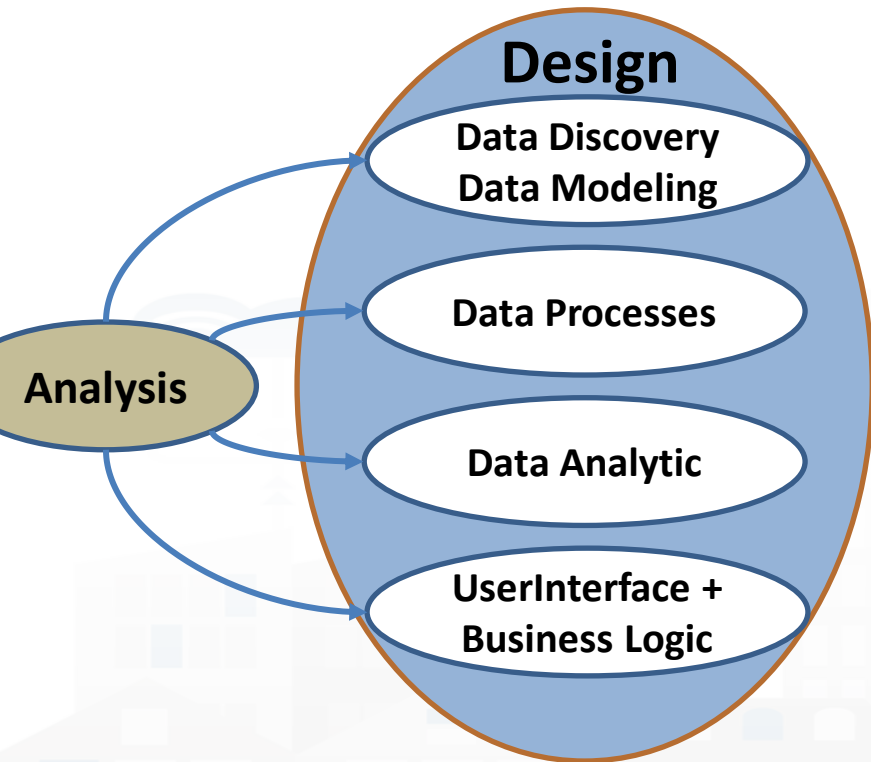 Design
Data Discovery
Data Modeling
Data Processes
Analysis
Data Analytic
UserInterface +
Business Logic